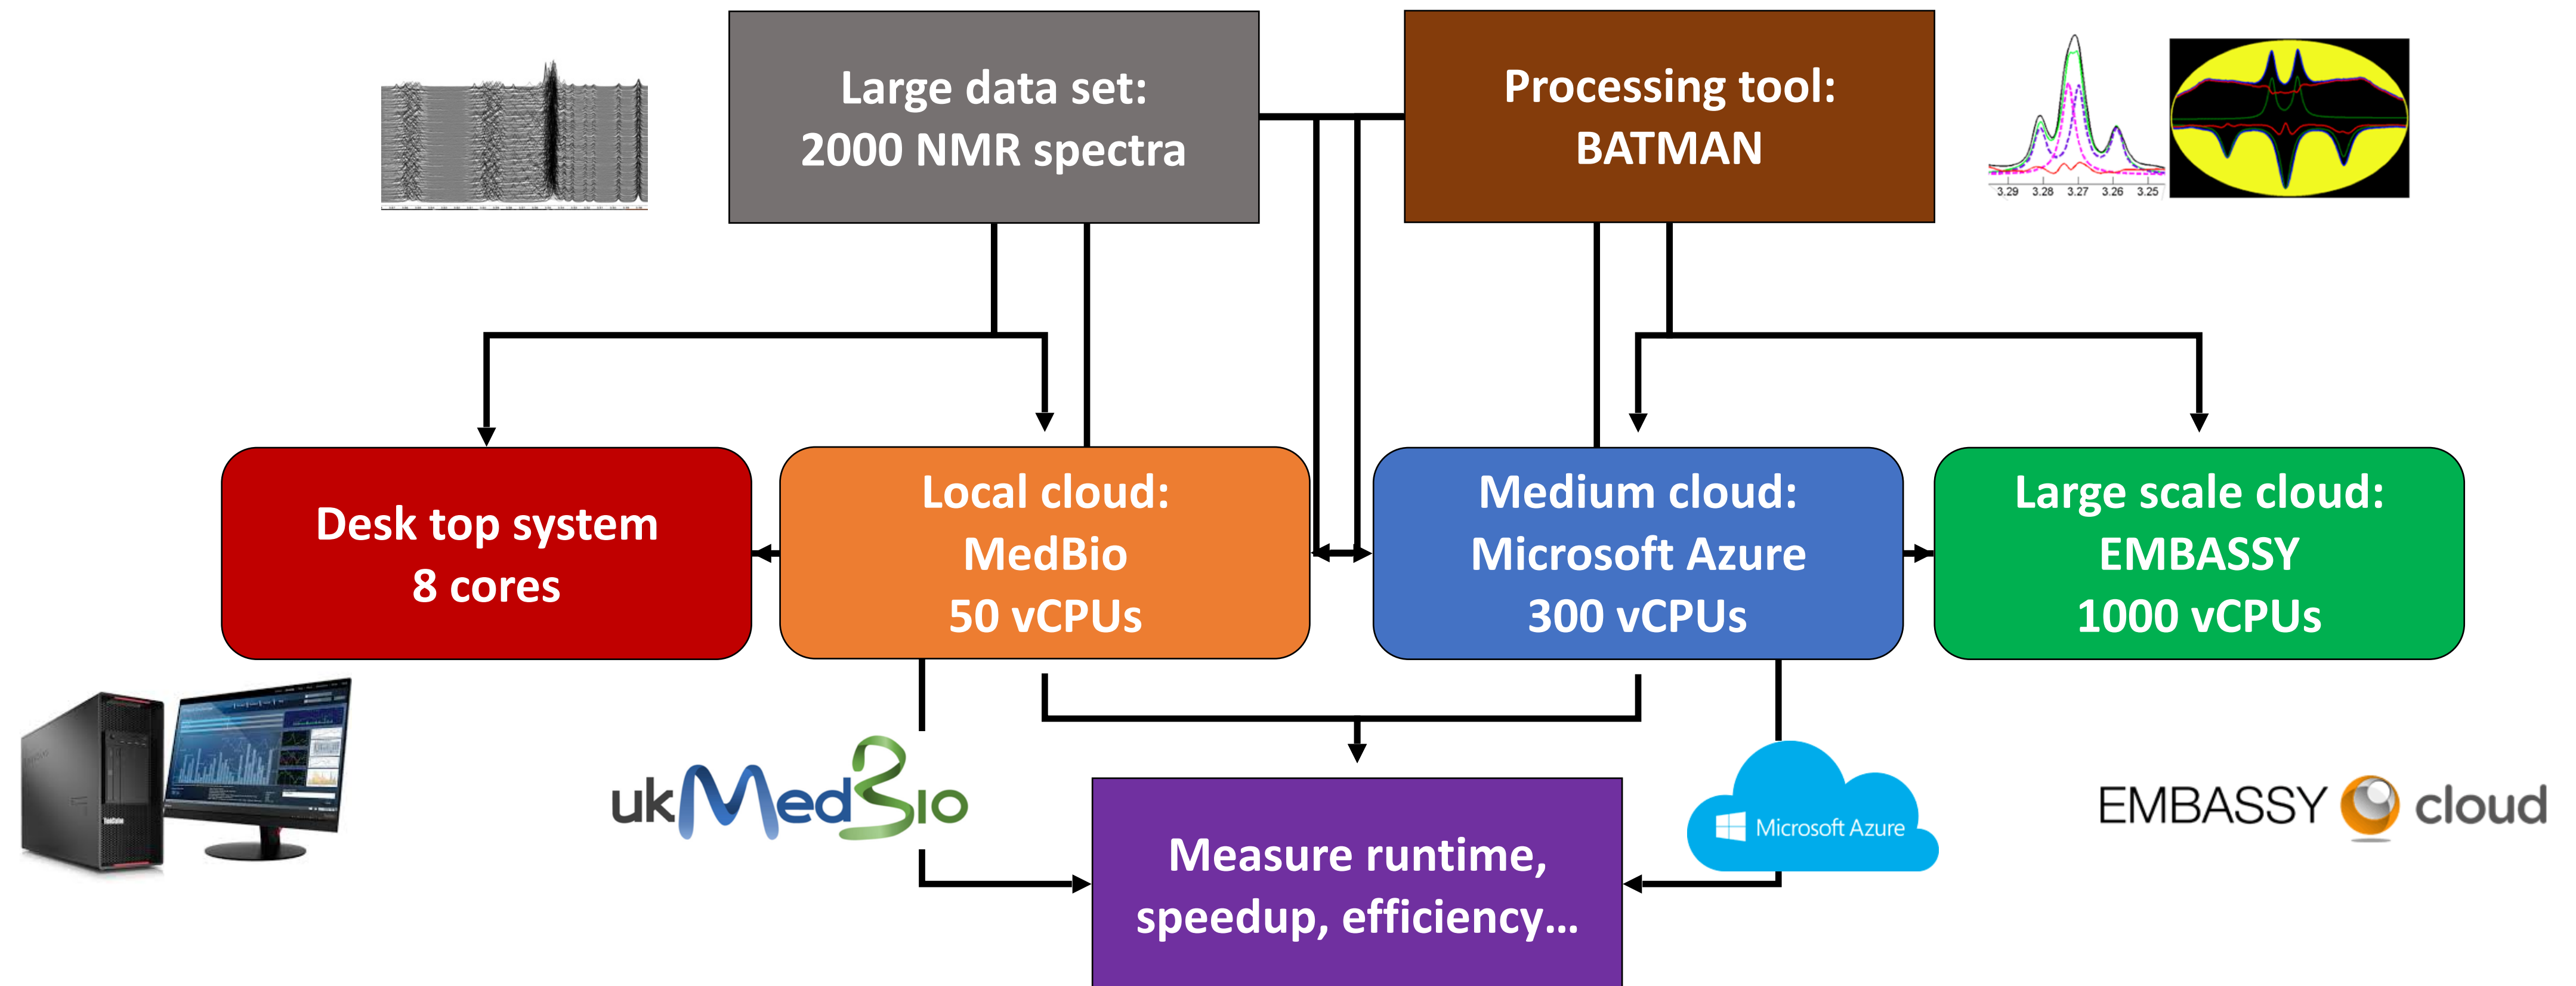 Large data set:
2000 NMR spectra
Processing tool:
BATMAN
3.29 3.28 3.27 3.26 3.25
Desk top system
8 cores
Local cloud:
MedBio
50 vCPUs
Medium cloud:
Microsoft Azure
300 vCPUs
Large scale cloud:
EMBASSY
1000 vCPUs
ukMedBio
Microsoft Azure
EMBASSY cloud
Measure runtime,
speedup, efficiency...